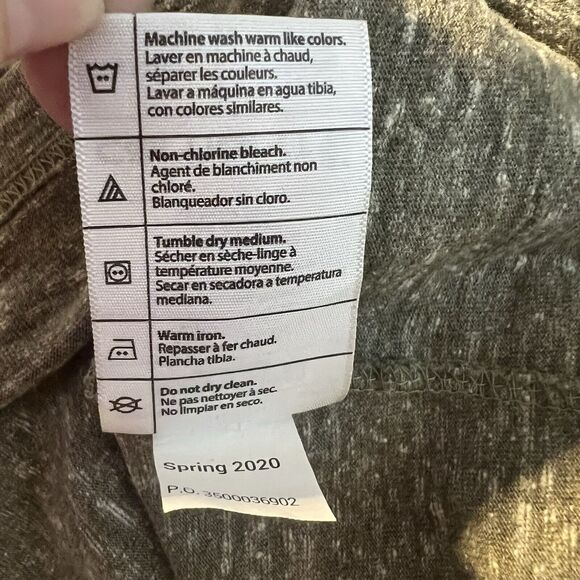 Machine wash warm like colors.
Laver en machine à chaud,
séparer les couleurs.
Lavar a máquina en agua tibia,
con colores similares.
Non-chlorine bleach.
Agent de blanchiment non
chloré.
Blanqueador sin cloro.
Tumble dry medium.
Sécher en sèche-linge à
température moyenne.
Secar en secadora a temperatura
mediana.
Warm iron.
Repasser à fer chaud.
Plancha tibia.
Do not dry clean.
Ne pas nettoyer à sec.
No limpiar en seco.
Spring 2020
P.O. 3500036902